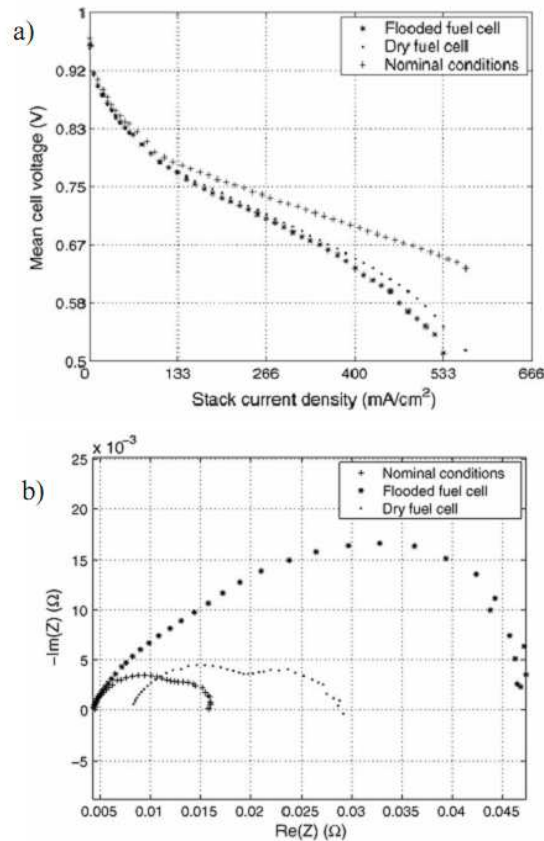 a)
1
0.92
0.83
0.75
0.67
0.58
0.5
Mean cell voltage (V)
Flooded fuel cell
Dry fuel cell
Nominal conditions
0 133 266 400 533 666
Stack current density (mA/cm²)
b)
x 10⁻³
25
20
15
10
5
0
−5
-Im(Z) (Ω)
Nominal conditions
Flooded fuel cell
Dry fuel cell
0.005 0.01 0.015 0.02 0.025 0.03 0.035 0.04 0.045
Re(Z) (Ω)